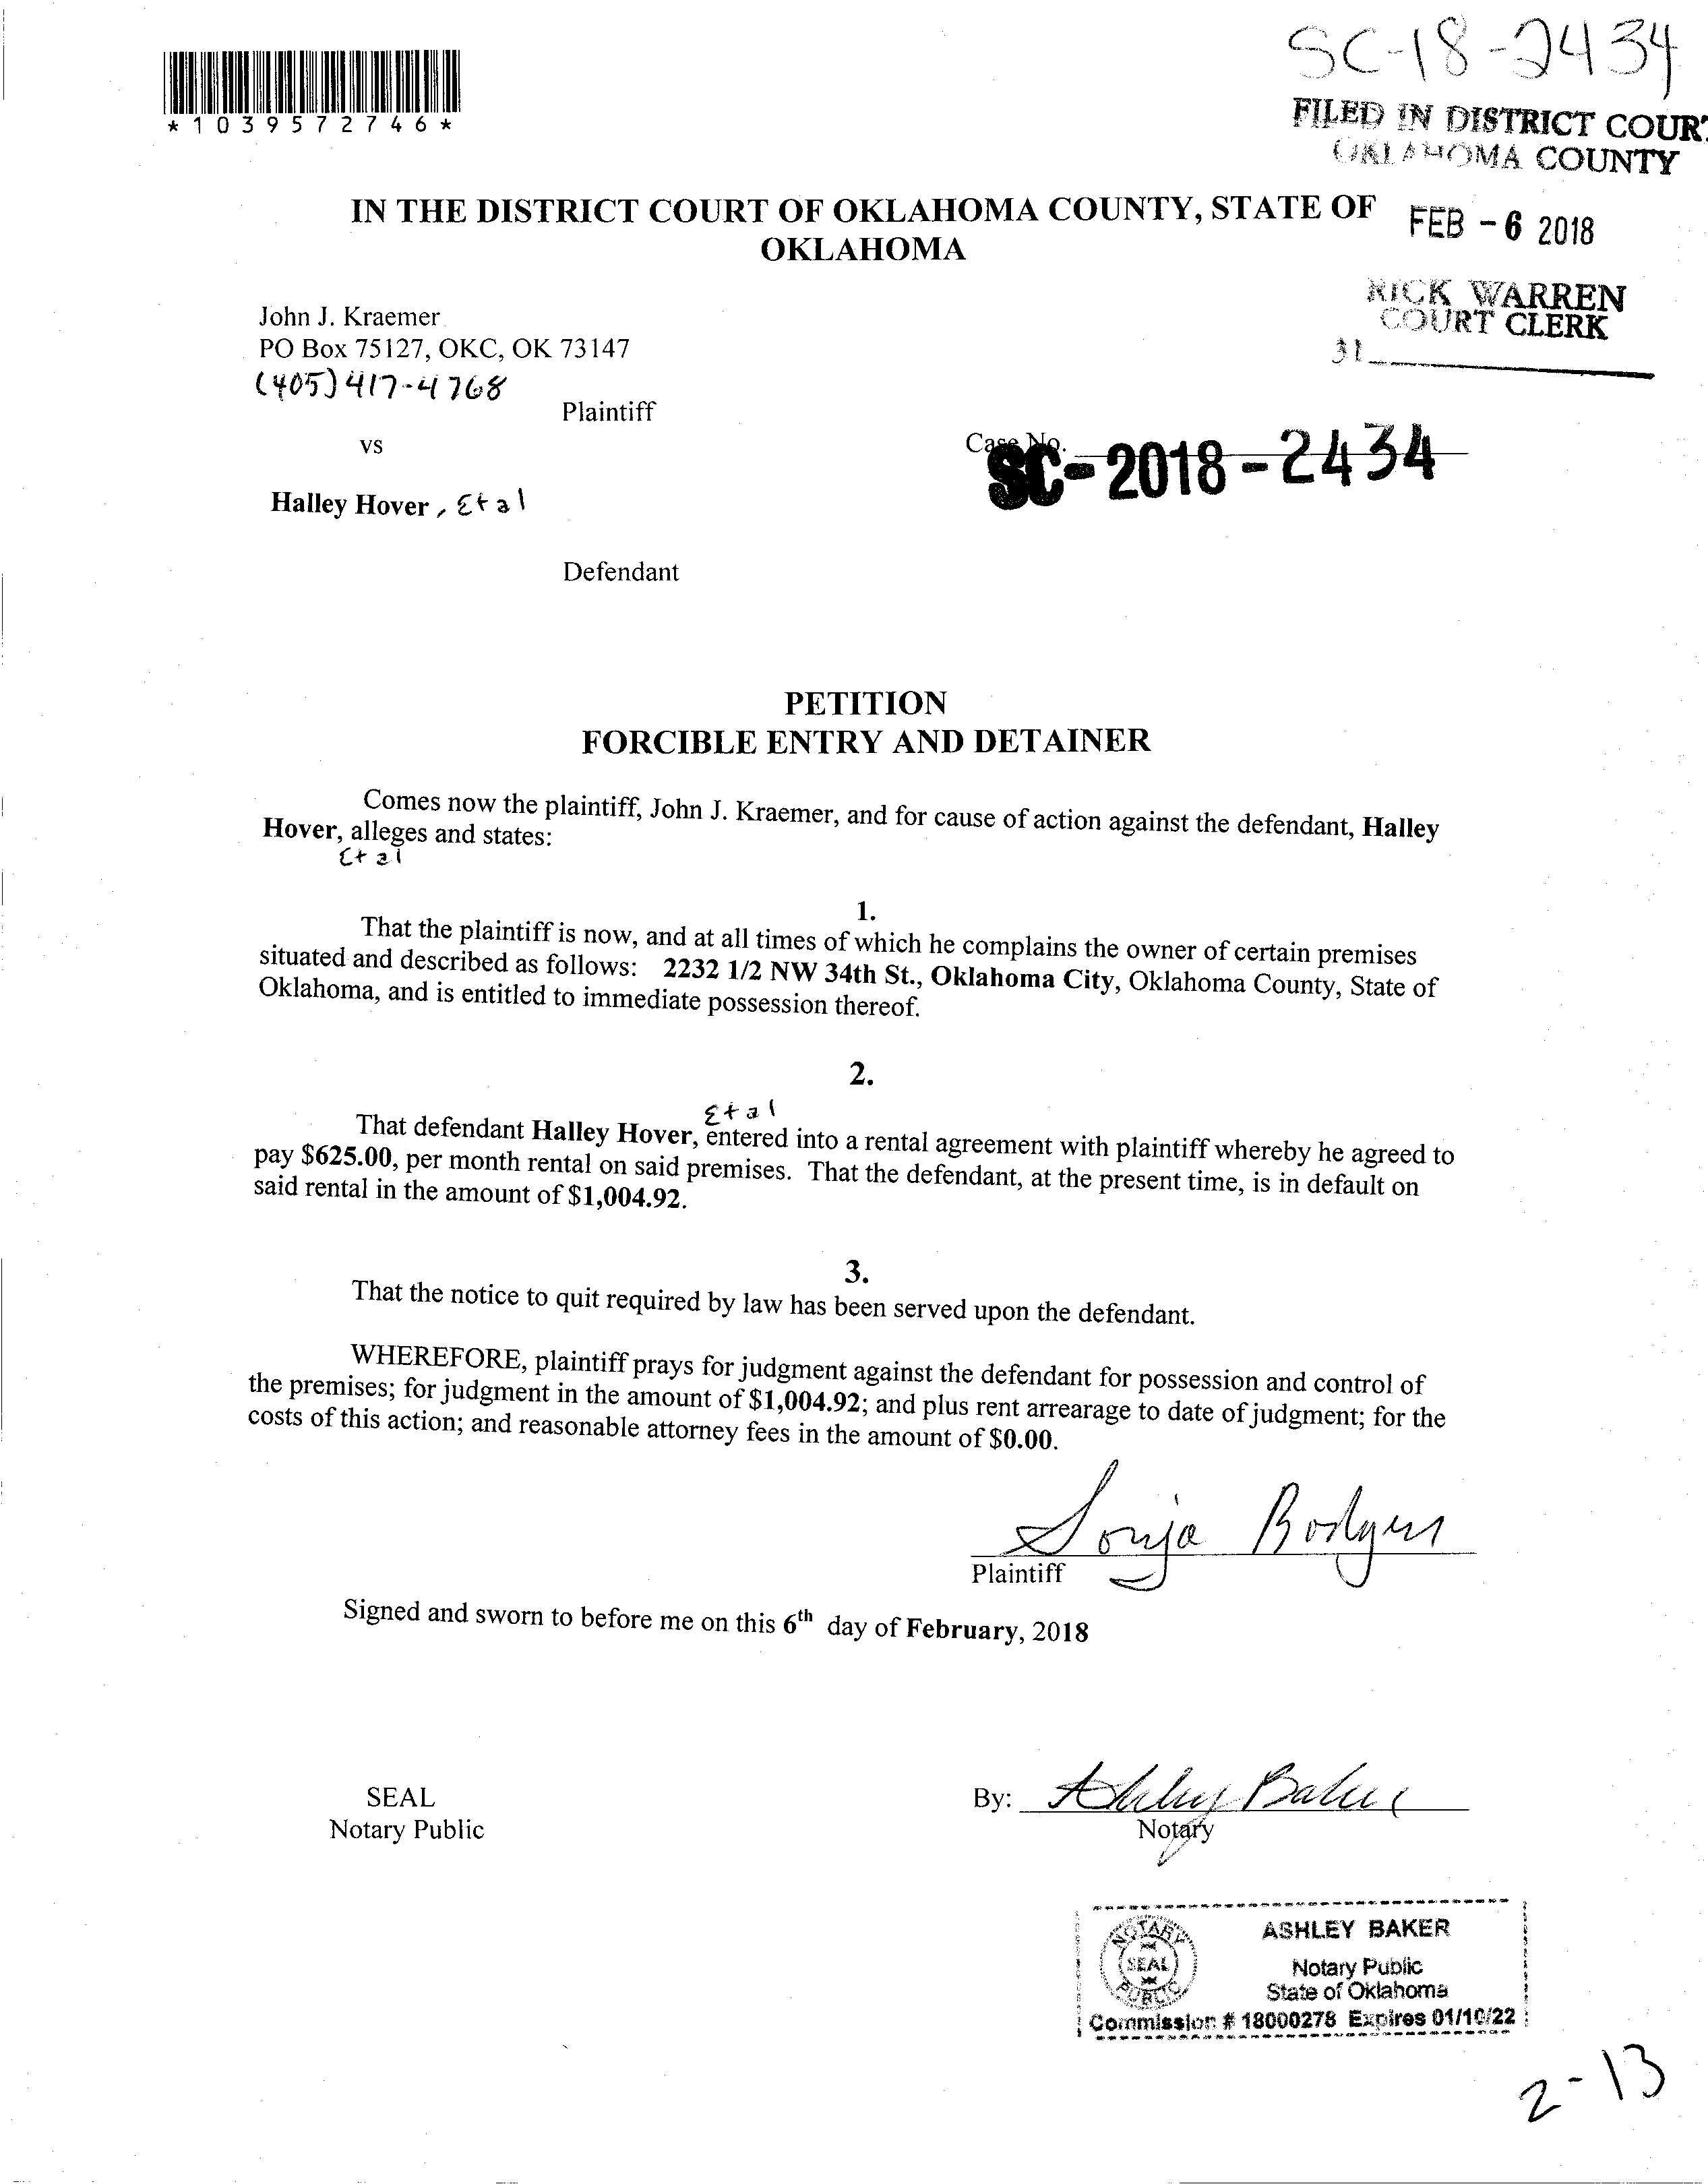 SC-18-2434
*1039572746*
FILED IN DISTRICT COURT
OKLAHOMA COUNTY
IN THE DISTRICT COURT OF OKLAHOMA COUNTY, STATE OF
OKLAHOMA
FEB -6 2018
RICK WARREN
COURT CLERK
31
John J. Kraemer
PO Box 75127, OKC, OK 73147
(405) 417-4768
Plaintiff
vs
Case No.
SC-2018-2434
Halley Hover, Et al
Defendant
PETITION
FORCIBLE ENTRY AND DETAINER
Comes now the plaintiff, John J. Kraemer, and for cause of action against the defendant, Halley
Hover, alleges and states:
Et al
1.
That the plaintiff is now, and at all times of which he complains the owner of certain premises
situated and described as follows: 2232 1/2 NW 34th St., Oklahoma City, Oklahoma County, State of
Oklahoma, and is entitled to immediate possession thereof.
2.
Et al
That defendant Halley Hover, entered into a rental agreement with plaintiff whereby he agreed to
pay $625.00, per month rental on said premises. That the defendant, at the present time, is in default on
said rental in the amount of $1,004.92.
3.
That the notice to quit required by law has been served upon the defendant.
WHEREFORE, plaintiff prays for judgment against the defendant for possession and control of
the premises; for judgment in the amount of $1,004.92; and plus rent arrearage to date of judgment; for the
costs of this action; and reasonable attorney fees in the amount of $0.00.
Sonja Rodgers
Plaintiff
Signed and sworn to before me on this 6th day of February, 2018
SEAL
Notary Public
By: Ashley Baker
Notary
NOTARY
SEAL
PUBLIC
ASHLEY BAKER
Notary Public
State of Oklahoma
Commission # 18000278 Expires 01/10/22
2-13